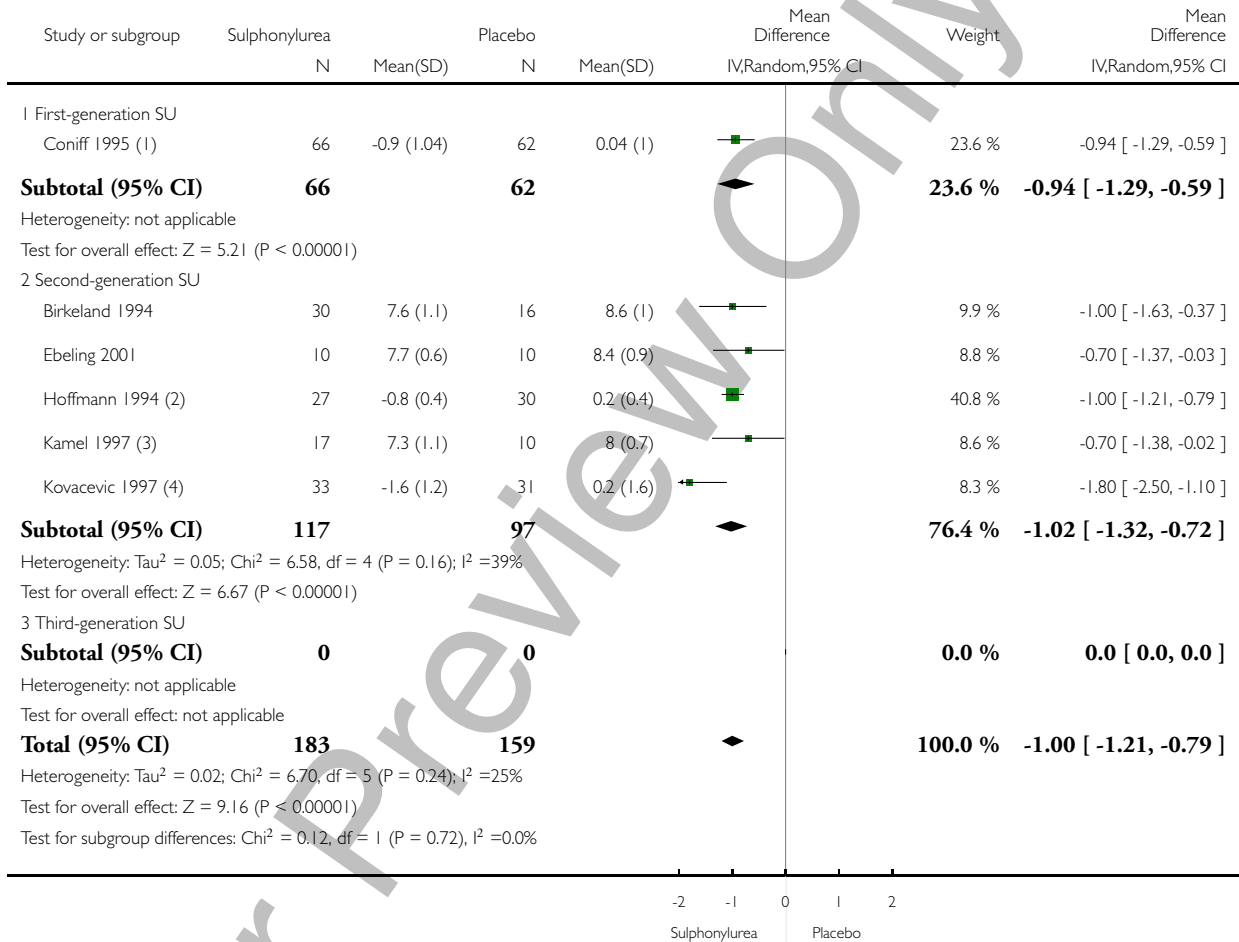 Study or subgroup Sulphonylurea Placebo Mean Difference Weight Mean Difference
N Mean(SD) N Mean(SD) IV,Random,95% CI IV,Random,95% CI
1 First-generation SU
Coniff 1995 (1) 66 -0.9 (1.04) 62 0.04 (1) 23.6 % -0.94 [ -1.29, -0.59 ]
Subtotal (95% CI) 66 62 23.6 % -0.94 [ -1.29, -0.59 ]
Heterogeneity: not applicable
Test for overall effect: Z = 5.21 (P < 0.00001)
2 Second-generation SU
Birkeland 1994 30 7.6 (1.1) 16 8.6 (1) 9.9 % -1.00 [ -1.63, -0.37 ]
Ebeling 2001 10 7.7 (0.6) 10 8.4 (0.9) 8.8 % -0.70 [ -1.37, -0.03 ]
Hoffmann 1994 (2) 27 -0.8 (0.4) 30 0.2 (0.4) 40.8 % -1.00 [ -1.21, -0.79 ]
Kamel 1997 (3) 17 7.3 (1.1) 10 8 (0.7) 8.6 % -0.70 [ -1.38, -0.02 ]
Kovacevic 1997 (4) 33 -1.6 (1.2) 31 0.2 (1.6) 8.3 % -1.80 [ -2.50, -1.10 ]
Subtotal (95% CI) 117 97 76.4 % -1.02 [ -1.32, -0.72 ]
Heterogeneity: Tau² = 0.05; Chi² = 6.58, df = 4 (P = 0.16); I² =39%
Test for overall effect: Z = 6.67 (P < 0.00001)
3 Third-generation SU
Subtotal (95% CI) 0 0 0.0 % 0.0 [ 0.0, 0.0 ]
Heterogeneity: not applicable
Test for overall effect: not applicable
Total (95% CI) 183 159 100.0 % -1.00 [ -1.21, -0.79 ]
Heterogeneity: Tau² = 0.02; Chi² = 6.70, df = 5 (P = 0.24); I² =25%
Test for overall effect: Z = 9.16 (P < 0.00001)
Test for subgroup differences: Chi² = 0.12, df = 1 (P = 0.72), I² =0.0%
-2 -1 0 1 2
Sulphonylurea Placebo
r Preview Only